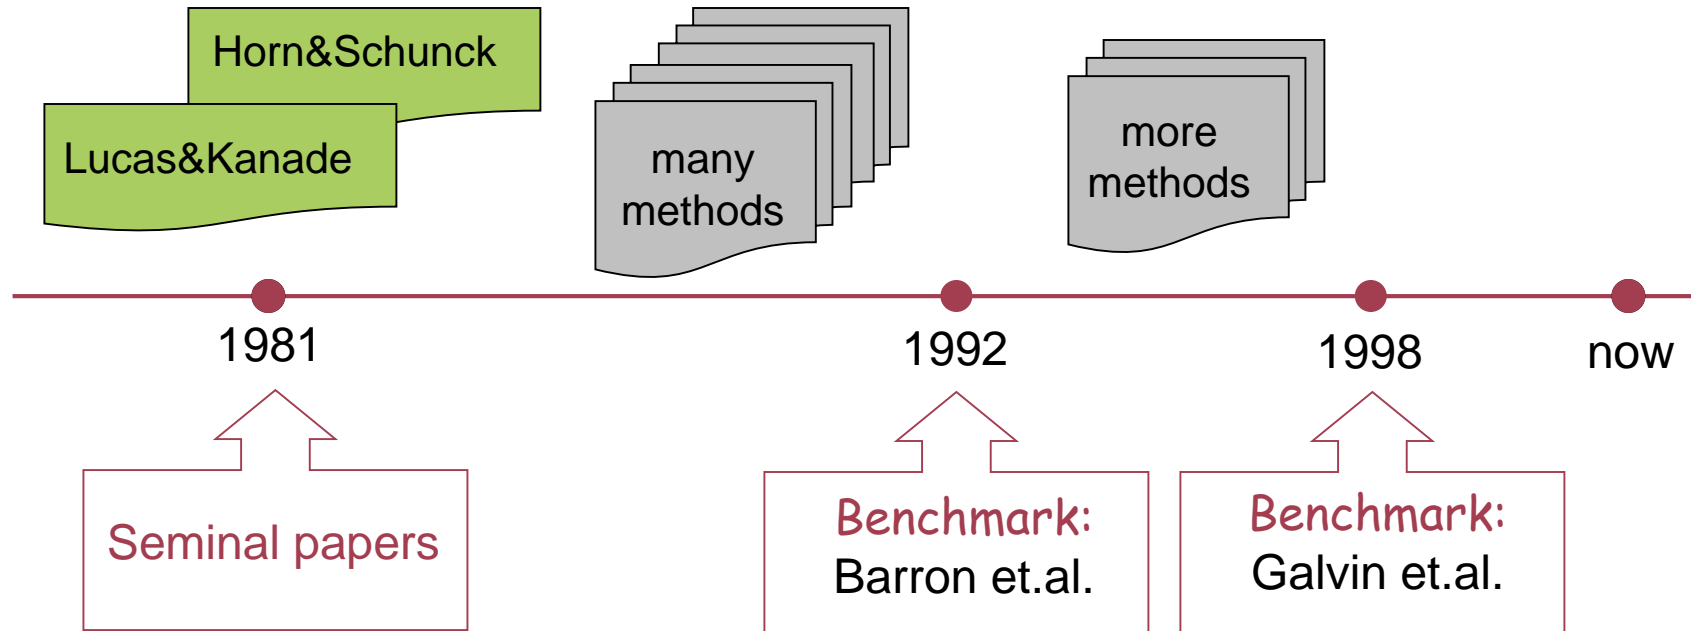 Horn&Schunck
Lucas&Kanade
many
methods
more
methods
1981
1992
1998
now
Seminal papers
Benchmark:
Barron et.al.
Benchmark:
Galvin et.al.